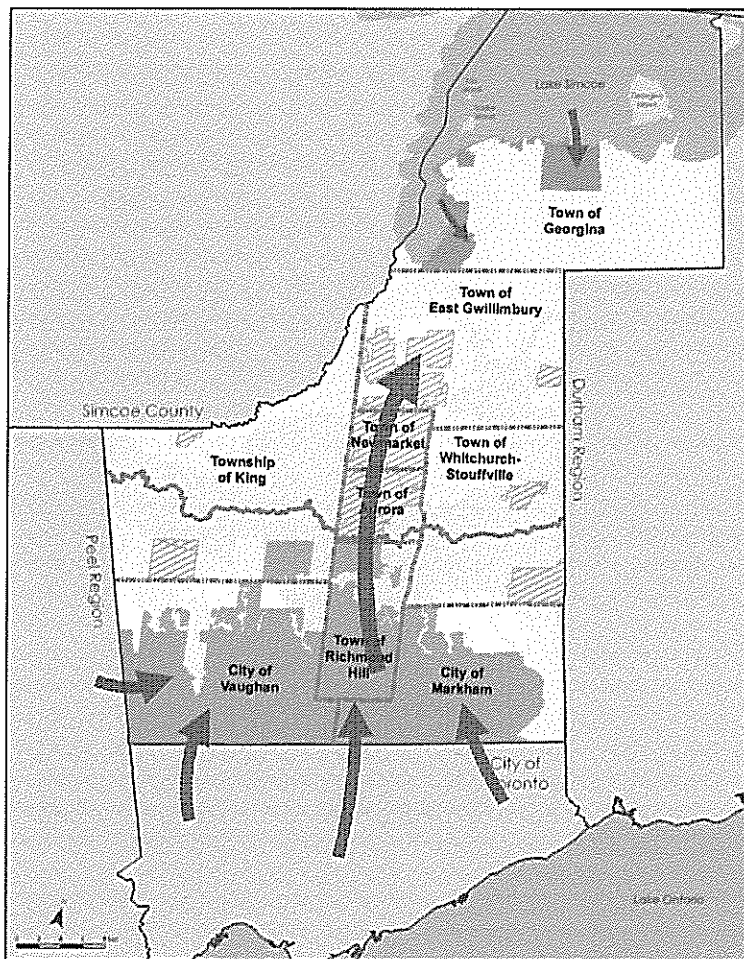 Lake Simcoe
Town of
Georgina
Town of
East Gwillimbury
Simcoe County
Durham Region
Town of
Newmarket
Town of
Whitchurch-
Stouffville
Township
of King
Town of
Aurora
Peel Region
Town of
Richmond
Hill
City of
Vaughan
City of
Markham
City of
Toronto
Lake Ontario